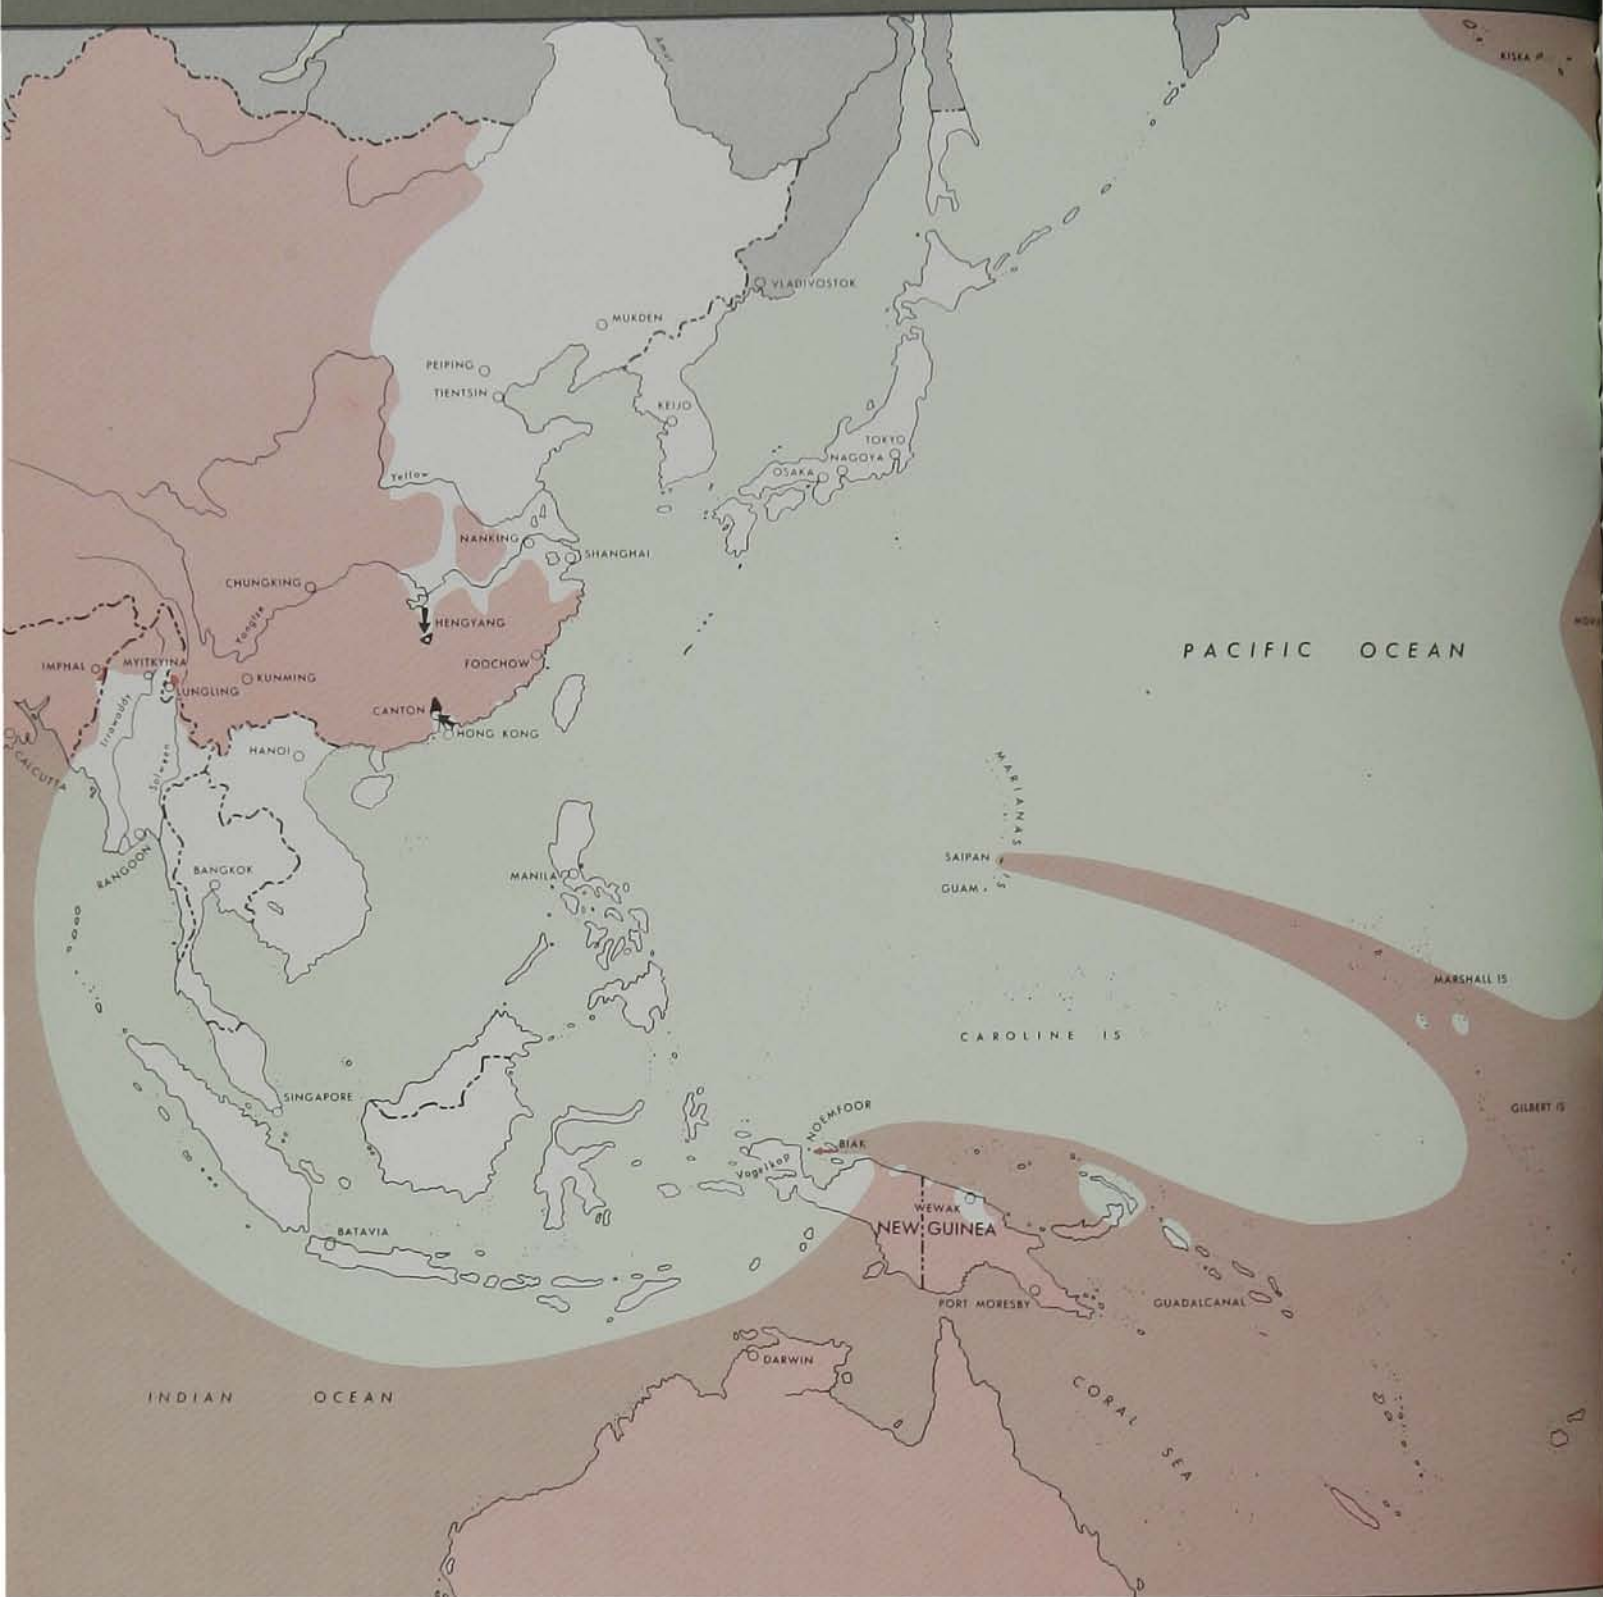 Amur
KISKA
VLADIVOSTOK
MUKDEN
PEIPING
TIENTSIN
KEIJO
TOKYO
NAGOYA
OSAKA
Yellow
NANKING
SHANGHAI
CHUNGKING
Yangtze
HENGYANG
IMPHAL
MYITKYINA
KUNMING
LUNGLING
FOOCHOW
CANTON
HONG KONG
Irrawaddy
Salween
HANOI
CALCUTTA
RANGOON
BANGKOK
MANILA
PACIFIC OCEAN
MARIANAS IS
SAIPAN
GUAM
MARSHALL IS
CAROLINE IS
SINGAPORE
GILBERT IS
NOEMFOOR
BIAK
Vogelkop
WEWAK
NEW GUINEA
BATAVIA
PORT MORESBY
GUADALCANAL
DARWIN
INDIAN OCEAN
CORAL SEA